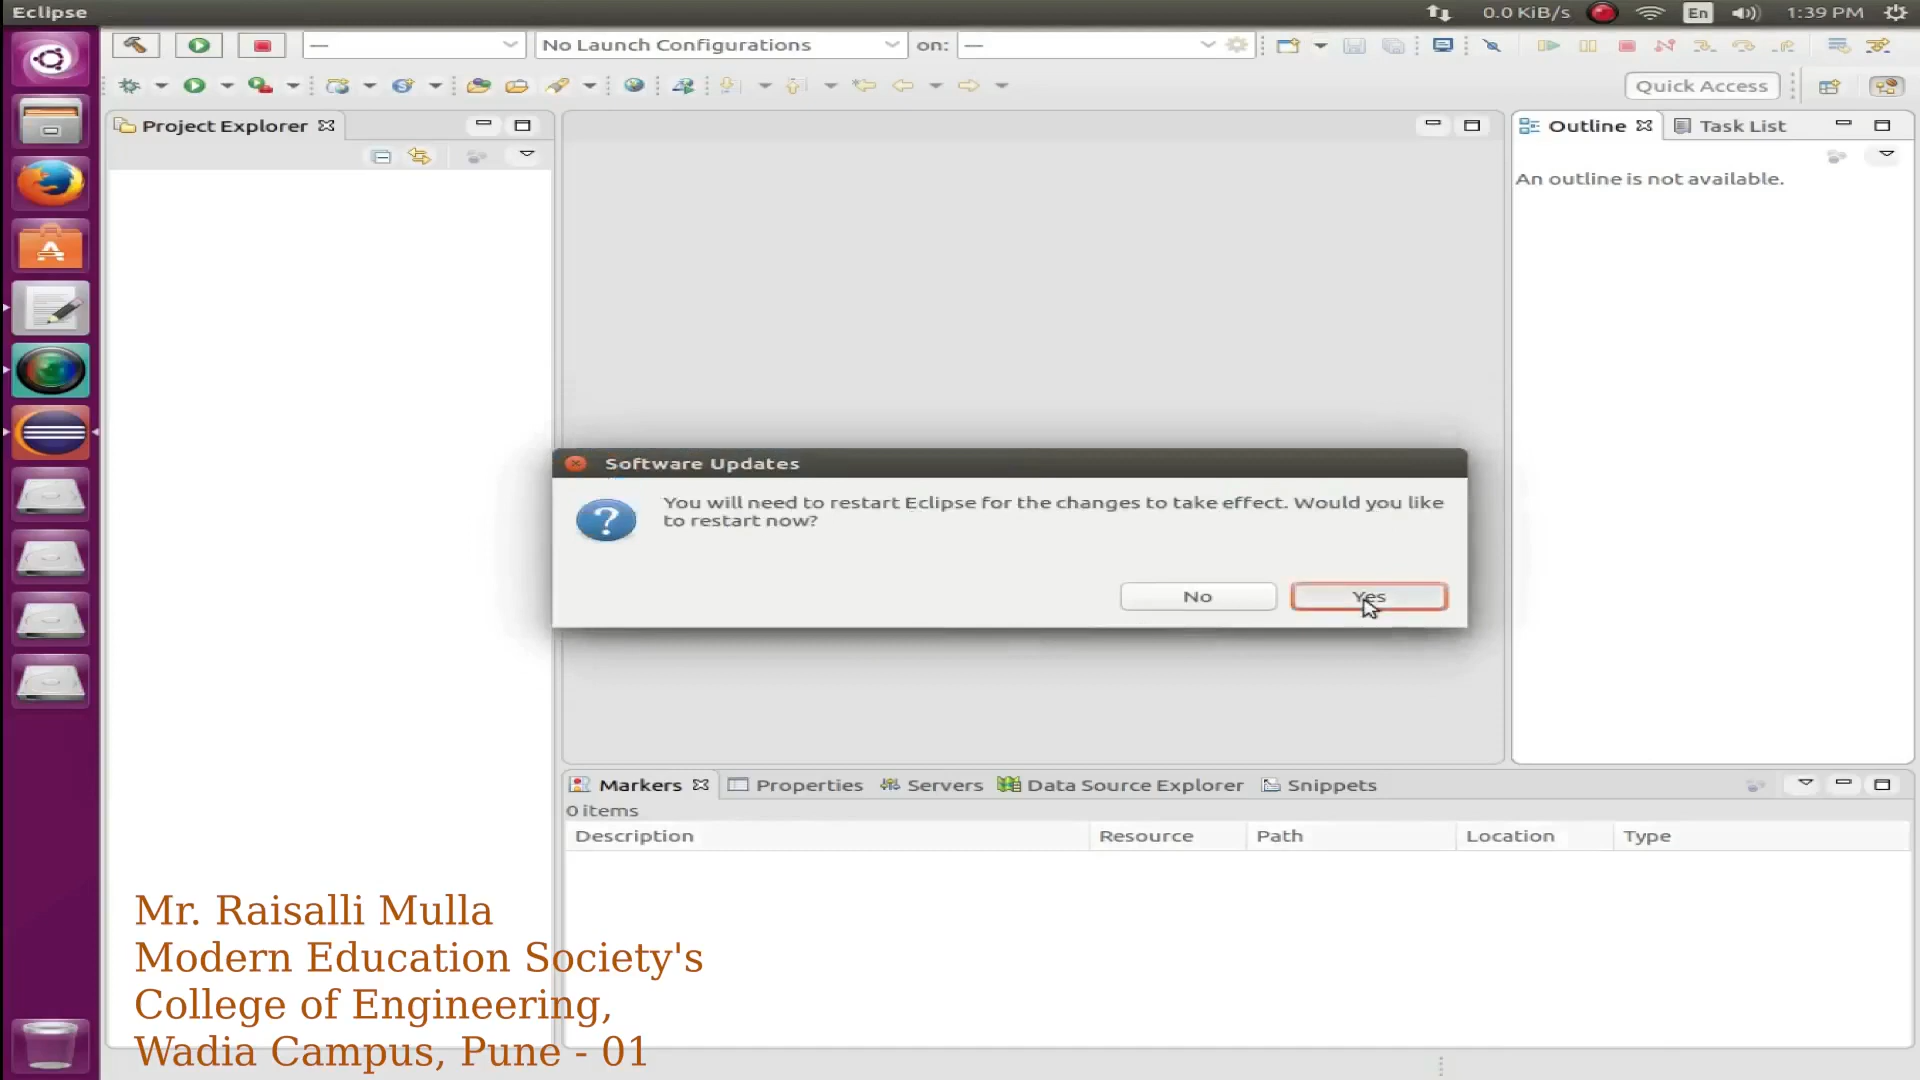 Eclipse
0.0 KiB/s
En
1:39 PM
—
No Launch Configurations
on:
—
Quick Access
Project Explorer
Outline
Task List
An outline is not available.
Software Updates
You will need to restart Eclipse for the changes to take effect. Would you like
to restart now?
No
Yes
Markers
Properties
Servers
Data Source Explorer
Snippets
0 items
Description
Resource
Path
Location
Type
Mr. Raisalli Mulla
Modern Education Society's
College of Engineering,
Wadia Campus, Pune - 01